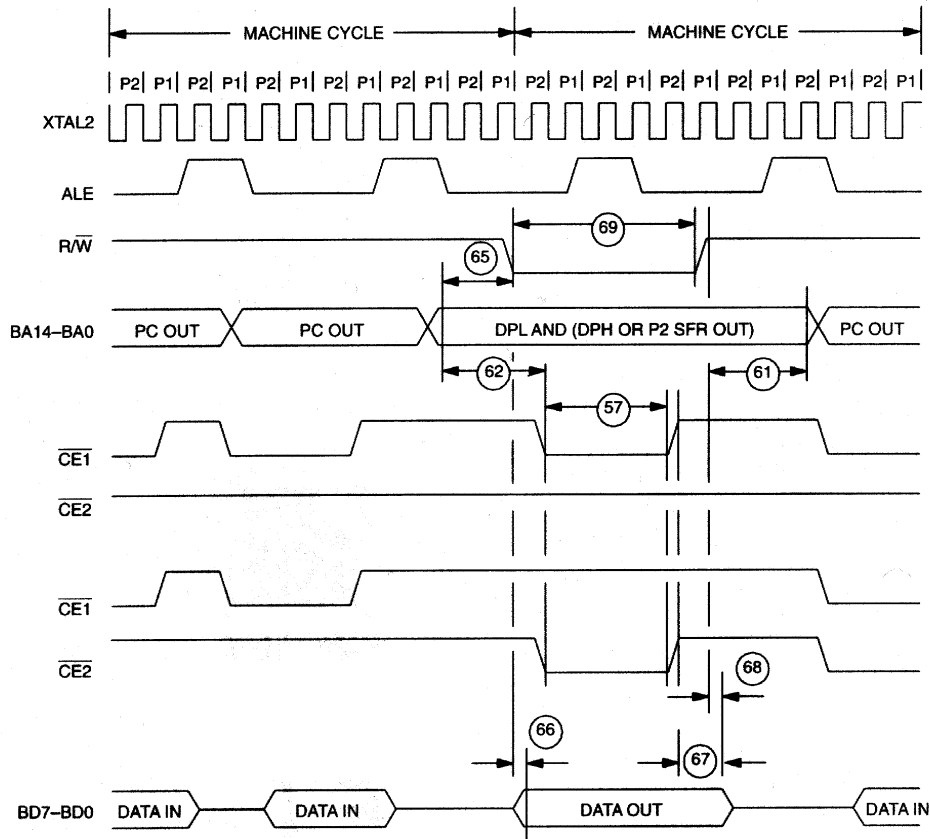 MACHINE CYCLE MACHINE CYCLE
P2 P1 P2 P1 P2 P1 P2 P1 P2 P1 P2 P1 P2 P1 P2 P1 P2 P1 P2 P1 P2 P1 P2 P1
XTAL2
ALE
R/W
69
65
BA14–BA0 PC OUT PC OUT DPL AND (DPH OR P2 SFR OUT) PC OUT
62 61
57
CE1
CE2
CE1
CE2
68
66
67
BD7–BD0 DATA IN DATA IN DATA OUT DATA IN